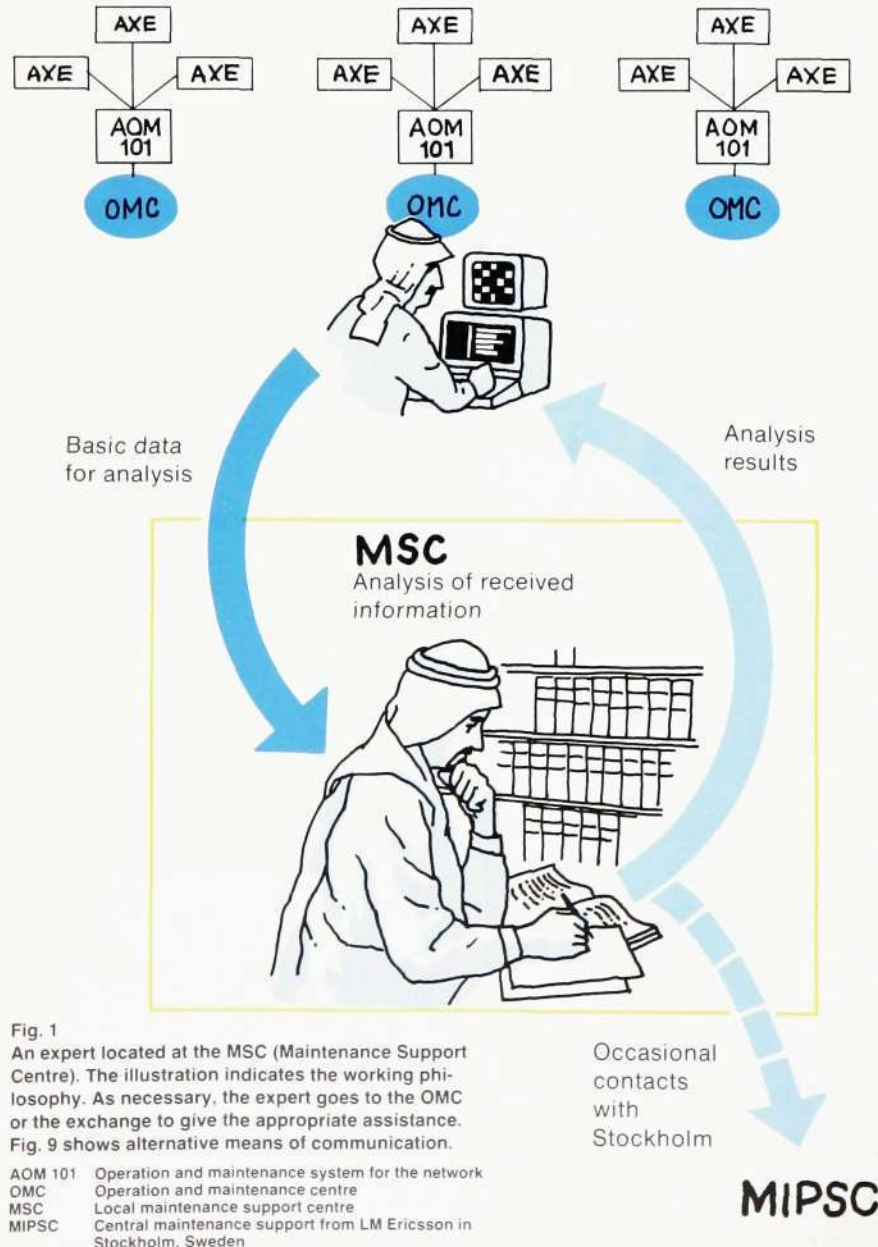 AXE AXE AXE
AXE AXE AXE AXE AXE AXE
AOM AOM AOM
101 101 101
OMC OMC OMC
Basic data
for analysis
Analysis
results
MSC
Analysis of received
information
Fig. 1
An expert located at the MSC (Maintenance Support
Centre). The illustration indicates the working phi-
losophy. As necessary, the expert goes to the OMC
or the exchange to give the appropriate assistance.
Fig. 9 shows alternative means of communication.
AOM 101 Operation and maintenance system for the network
OMC Operation and maintenance centre
MSC Local maintenance support centre
MIPSC Central maintenance support from LM Ericsson in
Stockholm, Sweden
Occasional
contacts
with
Stockholm
MIPSC